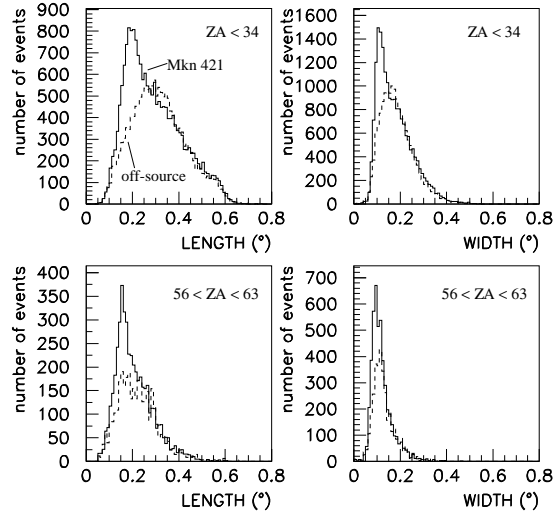 number of events
900
800
700
600
500
400
300
200
100
0
ZA < 34
Mkn 421
off-source
0 0.2 0.4 0.6 0.8
LENGTH (°)
number of events
1600
1400
1200
1000
800
600
400
200
0
ZA < 34
0 0.2 0.4 0.6 0.8
WIDTH (°)
number of events
400
350
300
250
200
150
100
50
0
56 < ZA < 63
0 0.2 0.4 0.6 0.8
LENGTH (°)
number of events
700
600
500
400
300
200
100
0
56 < ZA < 63
0 0.2 0.4 0.6 0.8
WIDTH (°)